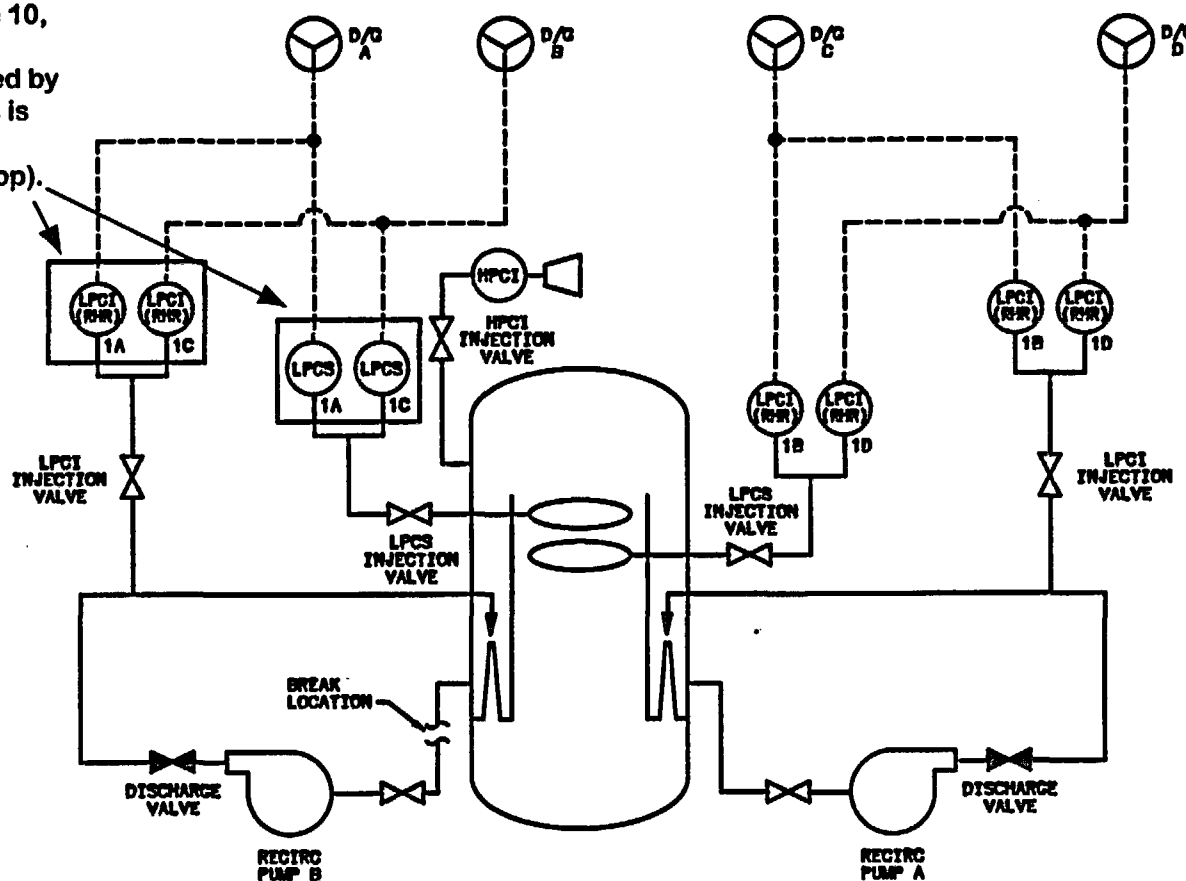 10,
ed by
is
op).
D/G
A
D/G
B
D/G
C
D/G
D
LPCI
(RHR)
1A
LPCI
(RHR)
1C
LPCS
1A
LPCS
1C
HPCI
HPCI
INJECTION
VALVE
LPCI
(RHR)
1B
LPCI
(RHR)
1D
LPCI
(RHR)
1B
LPCI
(RHR)
1D
LPCI
INJECTION
VALVE
LPCS
INJECTION
VALVE
LPCS
INJECTION
VALVE
LPCI
INJECTION
VALVE
BREAK
LOCATION
DISCHARGE
VALVE
RECIRC
PUMP B
DISCHARGE
VALVE
RECIRC
PUMP A